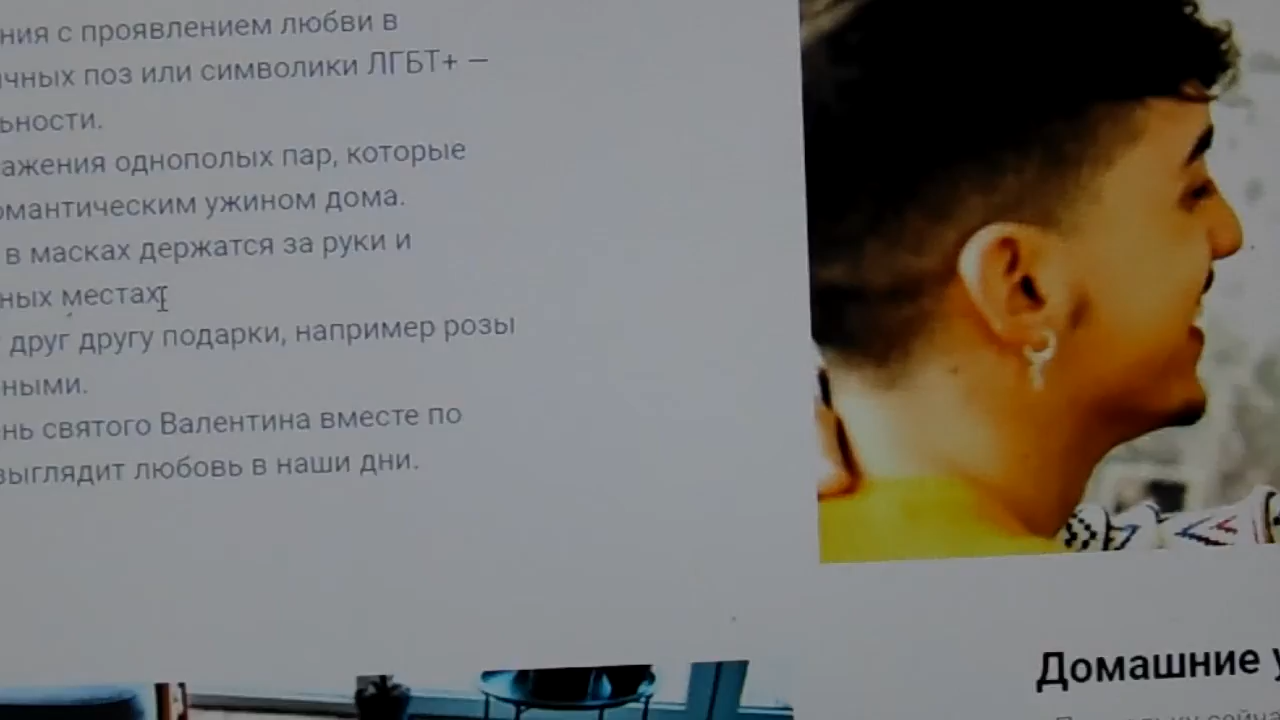 ния с проявлением любви в
ичных поз или символики ЛГБТ+ —
ьности.
ажения однополых пар, которые
омантическим ужином дома.
в масках держатся за руки и
ных местах
друг другу подарки, например розы
ными.
нь святого Валентина вместе по
выглядит любовь в наши дни.
Домашние у